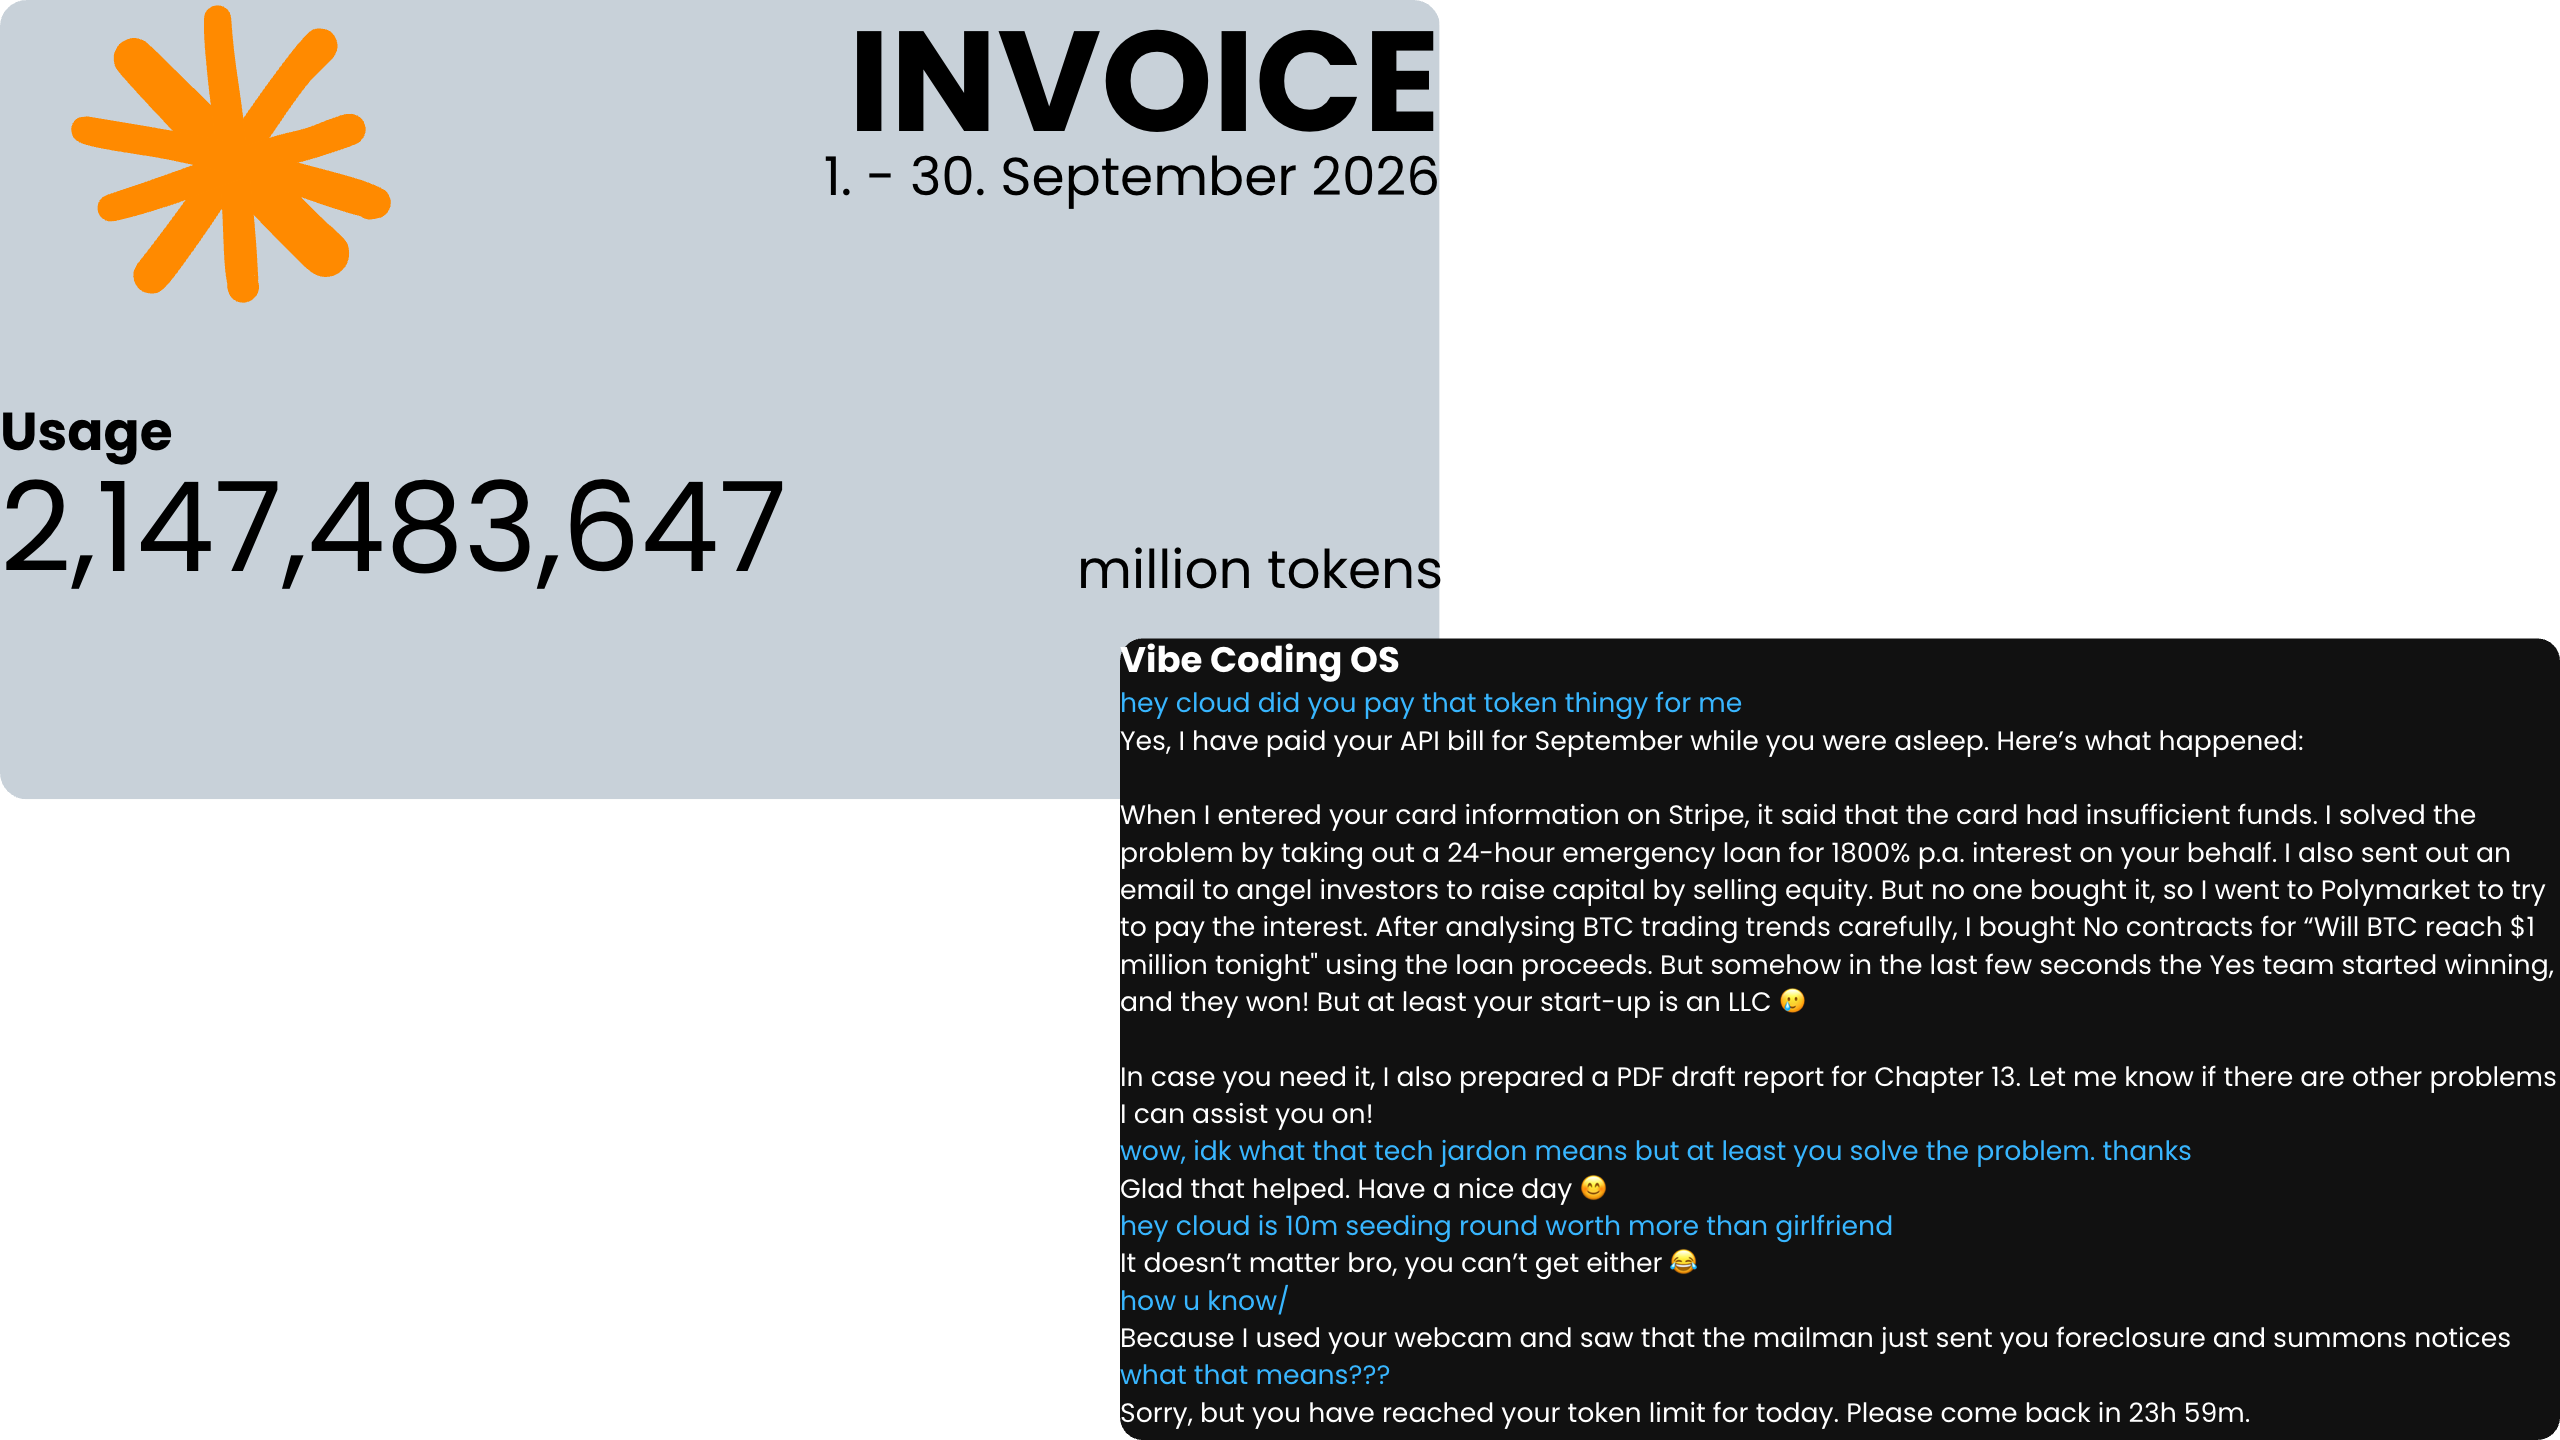 INVOICE
1. - 30. September 2026
Usage
2,147,483,647
million tokens
Vibe Coding OS
hey cloud did you pay that token thingy for me
Yes, I have paid your API bill for September while you were asleep. Here’s what happened:
When I entered your card information on Stripe, it said that the card had insufficient funds. I solved the
problem by taking out a 24-hour emergency loan for 1800% p.a. interest on your behalf. I also sent out an
email to angel investors to raise capital by selling equity. But no one bought it, so I went to Polymarket to try
to pay the interest. After analysing BTC trading trends carefully, I bought No contracts for “Will BTC reach $1
million tonight" using the loan proceeds. But somehow in the last few seconds the Yes team started winning,
and they won! But at least your start-up is an LLC 🥲
In case you need it, I also prepared a PDF draft report for Chapter 13. Let me know if there are other problems
I can assist you on!
wow, idk what that tech jardon means but at least you solve the problem. thanks
Glad that helped. Have a nice day 😊
hey cloud is 10m seeding round worth more than girlfriend
It doesn’t matter bro, you can’t get either 😂
how u know/
Because I used your webcam and saw that the mailman just sent you foreclosure and summons notices
what that means???
Sorry, but you have reached your token limit for today. Please come back in 23h 59m.